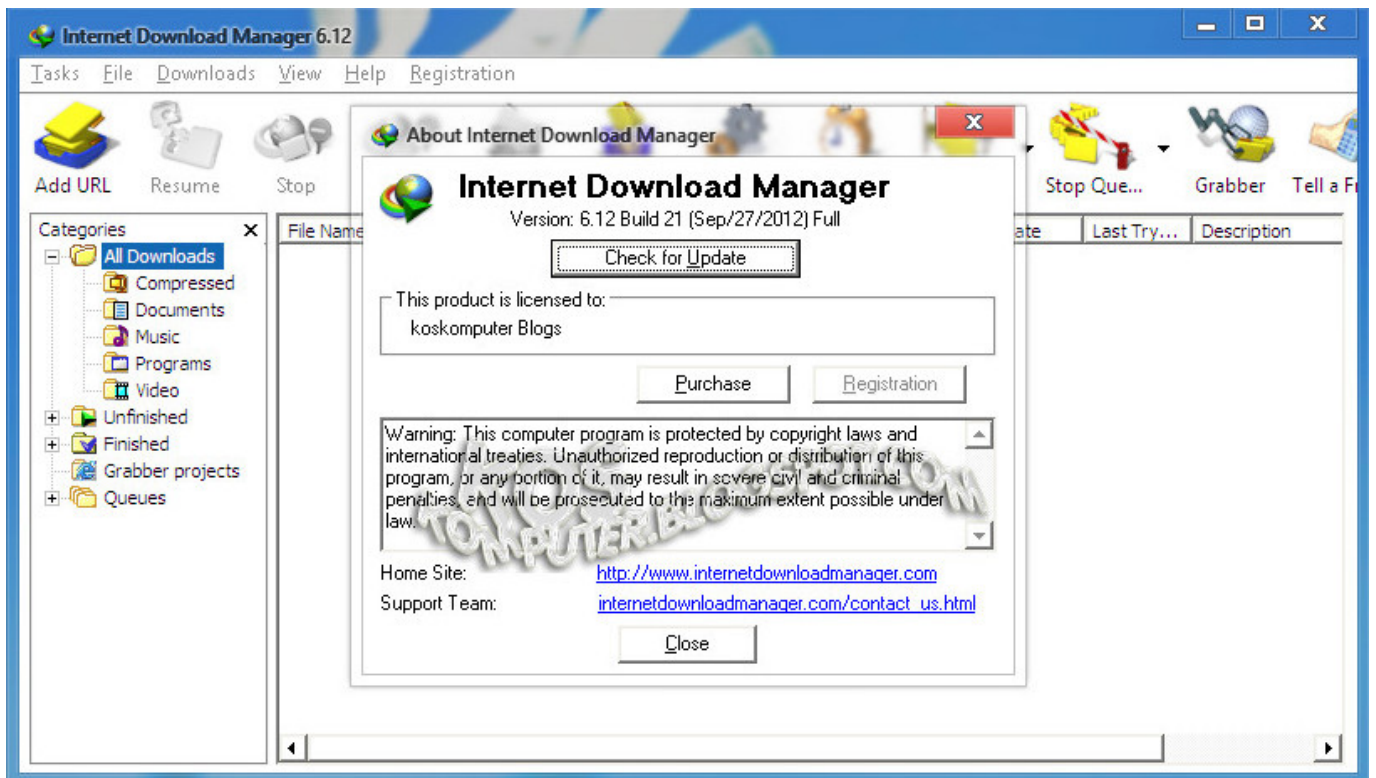 Internet Download Manager 6.12
Tasks File Downloads View Help Registration
Add URL Resume Stop Stop Que... Grabber Tell a Fr
Categories
All Downloads
Compressed
Documents
Music
Programs
Video
Unfinished
Finished
Grabber projects
Queues
File Name ate Last Try... Description
About Internet Download Manager
Internet Download Manager
Version: 6.12 Build 21 (Sep/27/2012) Full
Check for Update
This product is licensed to:
koskomputer Blogs
Purchase Registration
Warning: This computer program is protected by copyright laws and
international treaties. Unauthorized reproduction or distribution of this
program, or any portion of it, may result in severe civil and criminal
penalties, and will be prosecuted to the maximum extent possible under
law.
Home Site: http://www.internetdownloadmanager.com
Support Team: internetdownloadmanager.com/contact_us.html
Close